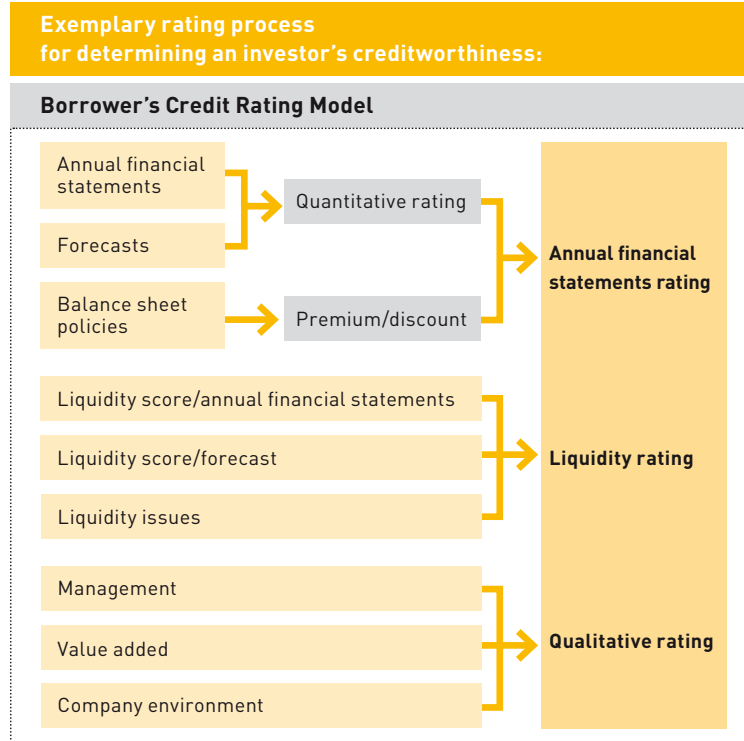 Exemplary rating process
for determining an investor’s creditworthiness:
Borrower’s Credit Rating Model
Annual financial
statements
Forecasts
Balance sheet
policies
Quantitative rating
Premium/discount
Annual financial
statements rating
Liquidity score/annual financial statements
Liquidity score/forecast
Liquidity issues
Liquidity rating
Management
Value added
Company environment
Qualitative rating